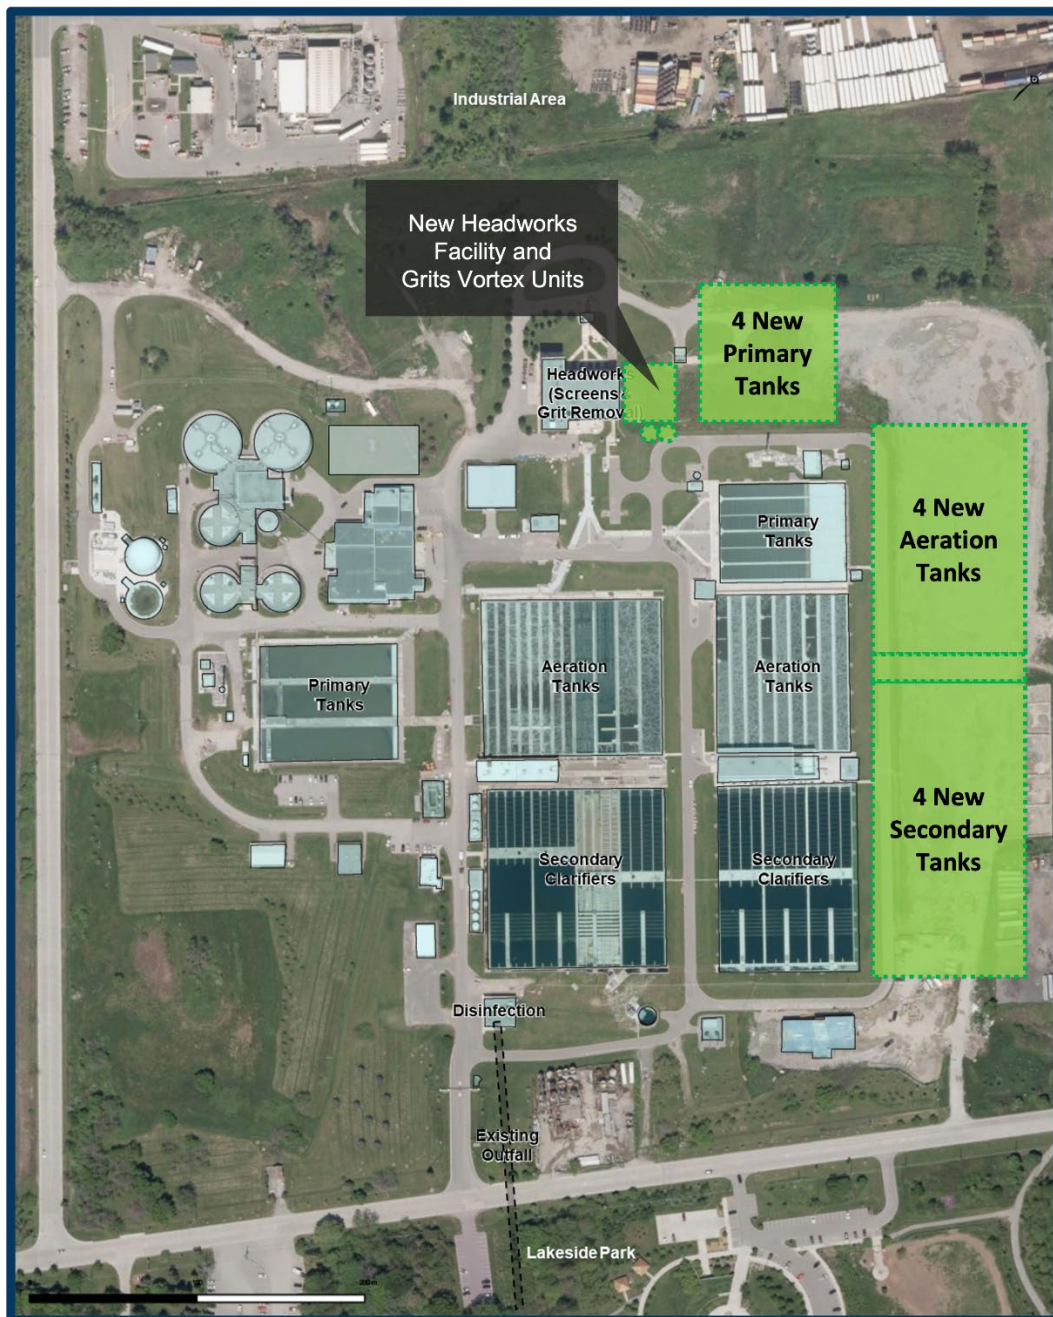 Industrial Area
New Headworks
Facility and
Grits Vortex Units
4 New
Primary
Tanks
Headworks
(Screens
Grit Removal)
4 New
Aeration
Tanks
Primary
Tanks
Aeration
Tanks
Aeration
Tanks
Primary
Tanks
4 New
Secondary
Tanks
Secondary
Clarifiers
Secondary
Clarifiers
Disinfection
Existing
Outfall
Lakeside Park